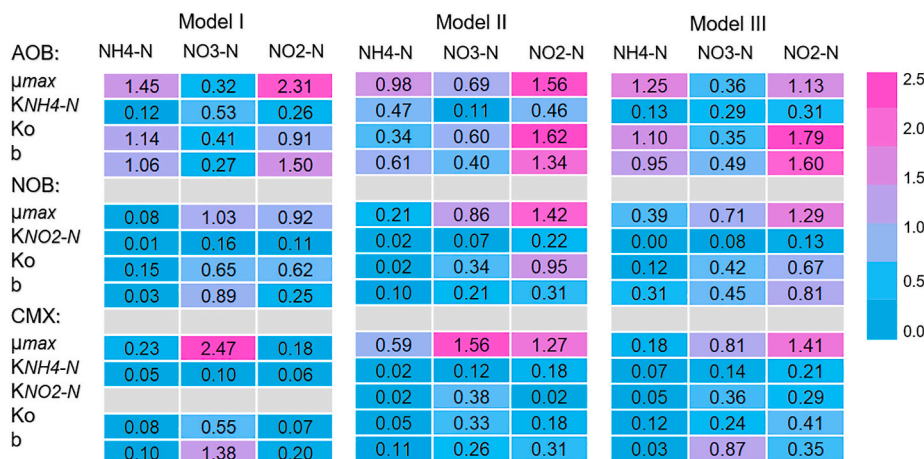 Model I Model II Model III
AOB: NH4-N NO3-N NO2-N NH4-N NO3-N NO2-N NH4-N NO3-N NO2-N
μmax 1.45 0.32 2.31 0.98 0.69 1.56 1.25 0.36 1.13 2.5
KNH4-N 0.12 0.53 0.26 0.47 0.11 0.46 0.13 0.29 0.31
Ko 1.14 0.41 0.91 0.34 0.60 1.62 1.10 0.35 1.79 2.0
b 1.06 0.27 1.50 0.61 0.40 1.34 0.95 0.49 1.60
NOB: 1.5
μmax 0.08 1.03 0.92 0.21 0.86 1.42 0.39 0.71 1.29
KNO2-N 0.01 0.16 0.11 0.02 0.07 0.22 0.00 0.08 0.13 1.0
Ko 0.15 0.65 0.62 0.02 0.34 0.95 0.12 0.42 0.67
b 0.03 0.89 0.25 0.10 0.21 0.31 0.31 0.45 0.81 0.5
CMX: 0.0
μmax 0.23 2.47 0.18 0.59 1.56 1.27 0.18 0.81 1.41
KNH4-N 0.05 0.10 0.06 0.02 0.12 0.18 0.07 0.14 0.21
KNO2-N 0.02 0.38 0.02 0.05 0.36 0.29
Ko 0.08 0.55 0.07 0.05 0.33 0.18 0.12 0.24 0.41
b 0.10 1.38 0.20 0.11 0.26 0.31 0.03 0.87 0.35